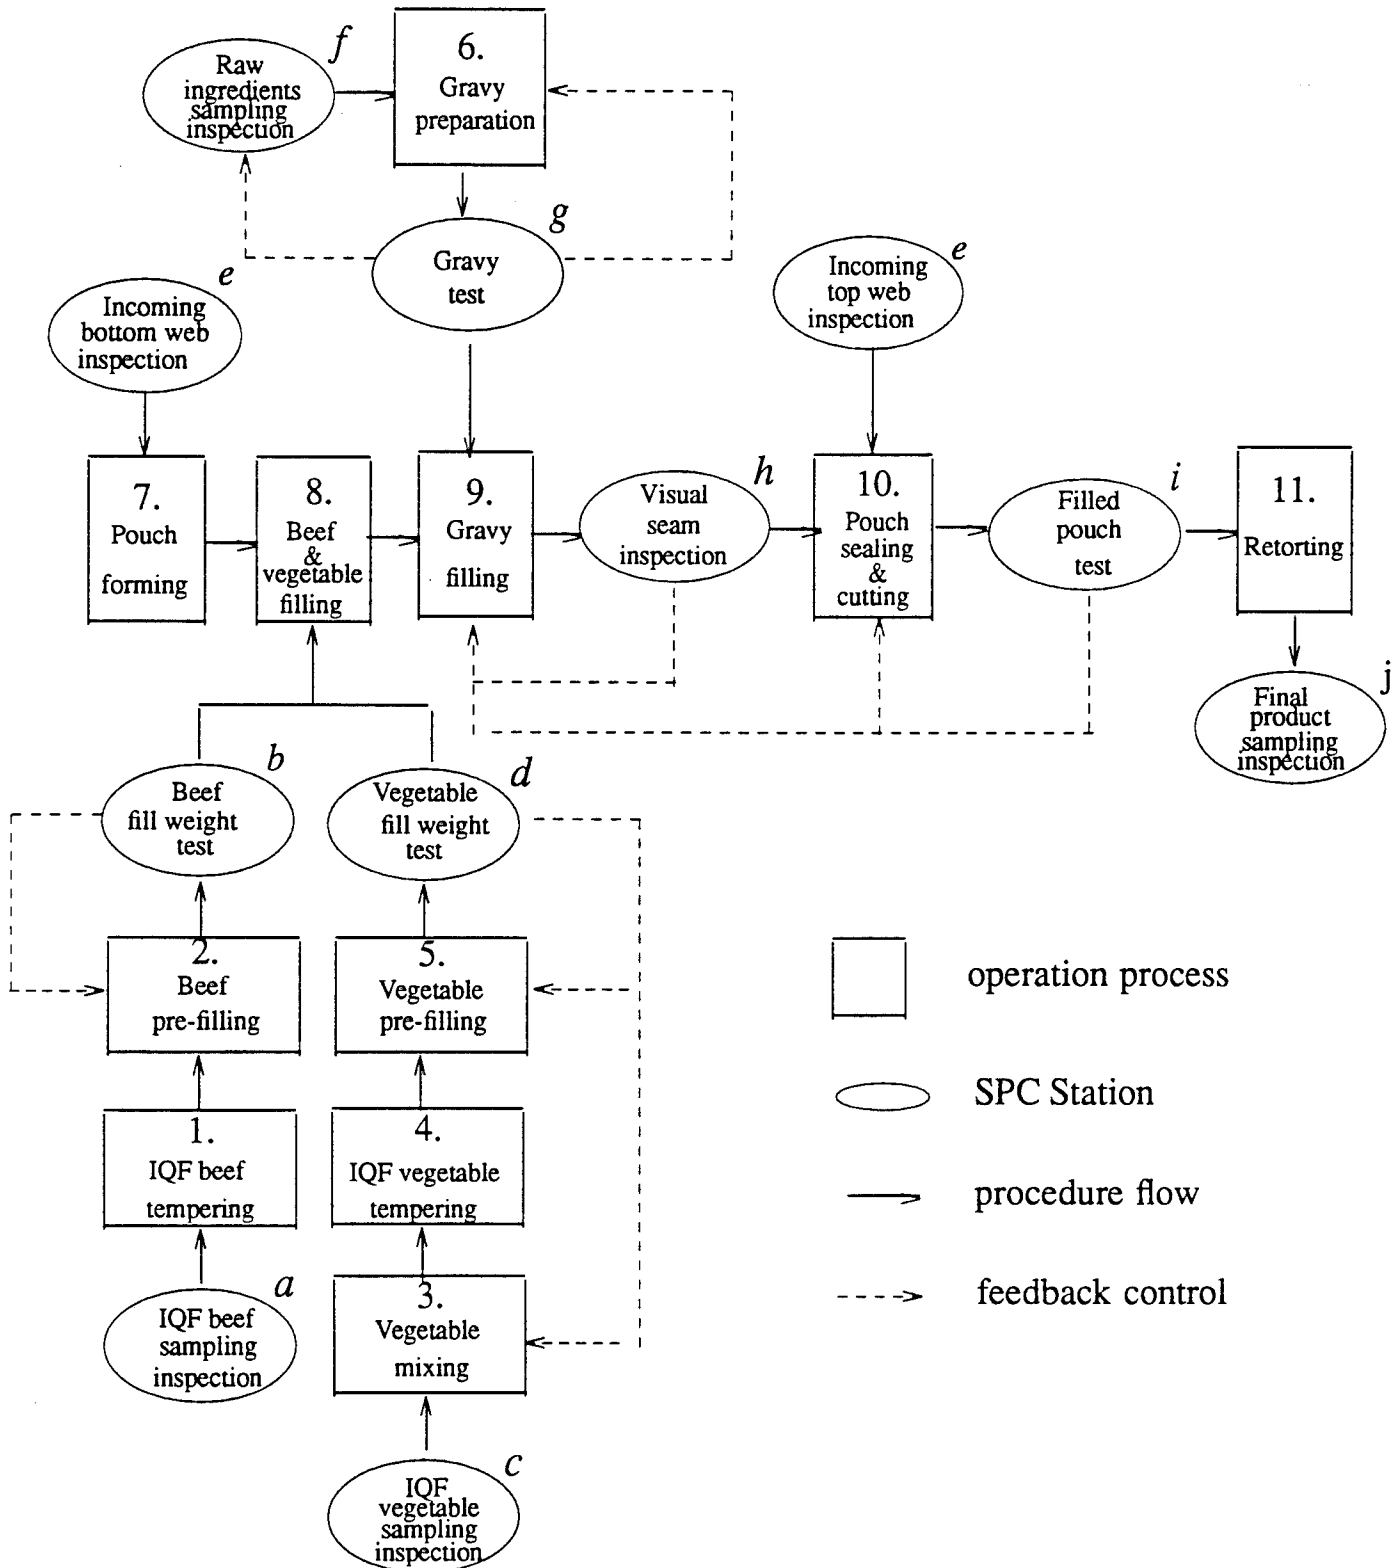 f
Raw
ingredients
sampling
inspection
6.
Gravy
preparation
g
Gravy
test
e
Incoming
bottom web
inspection
e
Incoming
top web
inspection
7.
Pouch
forming
8.
Beef
&
vegetable
filling
9.
Gravy
filling
h
Visual
seam
inspection
10.
Pouch
sealing
&
cutting
i
Filled
pouch
test
11.
Retorting
j
Final
product
sampling
inspection
b
Beef
fill weight
test
d
Vegetable
fill weight
test
2.
Beef
pre-filling
5.
Vegetable
pre-filling
1.
IQF beef
tempering
4.
IQF vegetable
tempering
a
IQF beef
sampling
inspection
3.
Vegetable
mixing
c
IQF
vegetable
sampling
inspection
operation process
SPC Station
procedure flow
feedback control